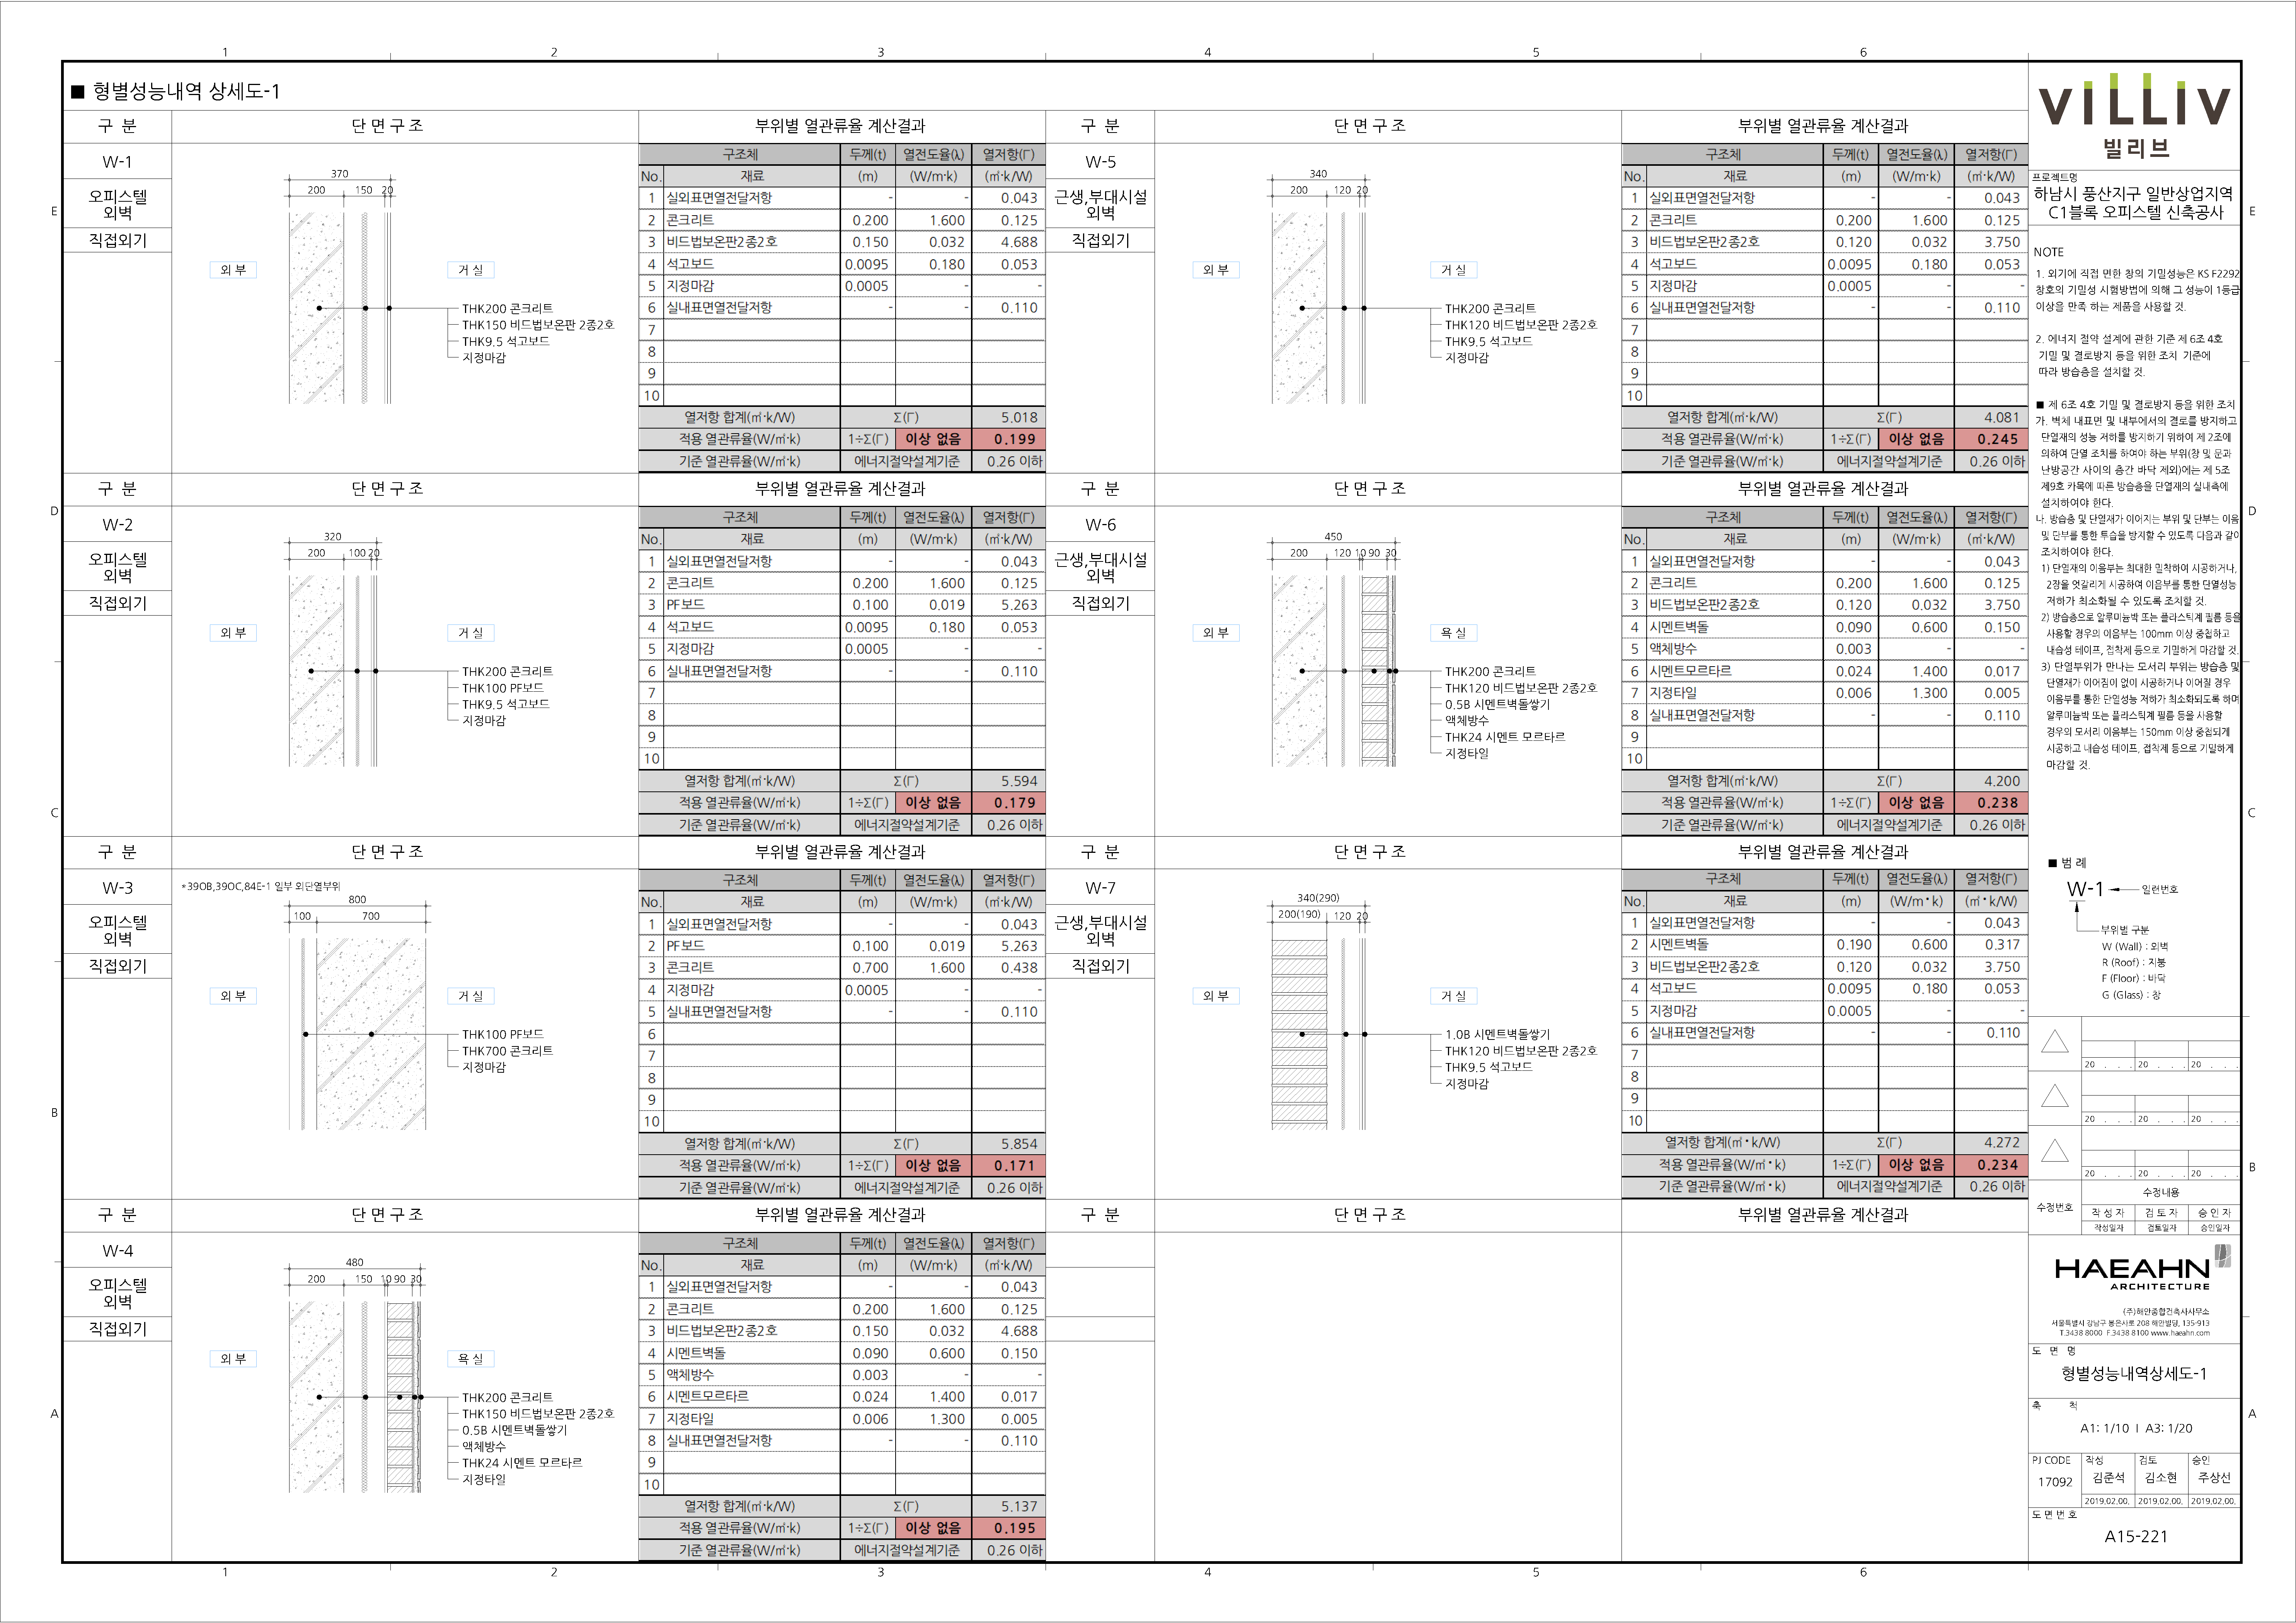 1 2 3 4 5 6
■ 형별성능내역 상세도-1
구 분 단 면 구 조 부위별 열관류율 계산결과
W-1
오피스텔
외벽
직접외기
370
200 150 20
외 부 거 실
THK200 콘크리트
THK150 비드법보온판 2종2호
THK9.5 석고보드
지정마감
구조체 두께(t) 열전도율(λ) 열저항(Γ)
No. 재료 (m) (W/m·k) (㎡·k/W)
1 실외표면열전달저항 - - 0.043
2 콘크리트 0.200 1.600 0.125
3 비드법보온판2종2호 0.150 0.032 4.688
4 석고보드 0.0095 0.180 0.053
5 지정마감 0.0005 - -
6 실내표면열전달저항 - - 0.110
7
8
9
10
열저항 합계(㎡·k/W) Σ(Γ) 5.018
적용 열관류율(W/㎡·k) 1÷Σ(Γ) 이상 없음 0.199
기준 열관류율(W/㎡·k) 에너지절약설계기준 0.26 이하
구 분 단 면 구 조 부위별 열관류율 계산결과
W-2
오피스텔
외벽
직접외기
320
200 100 20
외 부 거 실
THK200 콘크리트
THK100 PF보드
THK9.5 석고보드
지정마감
구조체 두께(t) 열전도율(λ) 열저항(Γ)
No. 재료 (m) (W/m·k) (㎡·k/W)
1 실외표면열전달저항 - - 0.043
2 콘크리트 0.200 1.600 0.125
3 PF보드 0.100 0.019 5.263
4 석고보드 0.0095 0.180 0.053
5 지정마감 0.0005 - -
6 실내표면열전달저항 - - 0.110
7
8
9
10
열저항 합계(㎡·k/W) Σ(Γ) 5.594
적용 열관류율(W/㎡·k) 1÷Σ(Γ) 이상 없음 0.179
기준 열관류율(W/㎡·k) 에너지절약설계기준 0.26 이하
구 분 단 면 구 조 부위별 열관류율 계산결과
W-3
오피스텔
외벽
직접외기
*39OB,39OC,84E-1 일부 외단열부위
800
100 700
외 부 거 실
THK100 PF보드
THK700 콘크리트
지정마감
구조체 두께(t) 열전도율(λ) 열저항(Γ)
No. 재료 (m) (W/m·k) (㎡·k/W)
1 실외표면열전달저항 - - 0.043
2 PF보드 0.100 0.019 5.263
3 콘크리트 0.700 1.600 0.438
4 지정마감 0.0005 - -
5 실내표면열전달저항 - - 0.110
6
7
8
9
10
열저항 합계(㎡·k/W) Σ(Γ) 5.854
적용 열관류율(W/㎡·k) 1÷Σ(Γ) 이상 없음 0.171
기준 열관류율(W/㎡·k) 에너지절약설계기준 0.26 이하
구 분 단 면 구 조 부위별 열관류율 계산결과
W-4
오피스텔
외벽
직접외기
480
200 150 10 90 30
외 부 욕 실
THK200 콘크리트
THK150 비드법보온판 2종2호
0.5B 시멘트벽돌쌓기
액체방수
THK24 시멘트 모르타르
지정타일
구조체 두께(t) 열전도율(λ) 열저항(Γ)
No. 재료 (m) (W/m·k) (㎡·k/W)
1 실외표면열전달저항 - - 0.043
2 콘크리트 0.200 1.600 0.125
3 비드법보온판2종2호 0.150 0.032 4.688
4 시멘트벽돌 0.090 0.600 0.150
5 액체방수 0.003 - -
6 시멘트모르타르 0.024 1.400 0.017
7 지정타일 0.006 1.300 0.005
8 실내표면열전달저항 - - 0.110
9
10
열저항 합계(㎡·k/W) Σ(Γ) 5.137
적용 열관류율(W/㎡·k) 1÷Σ(Γ) 이상 없음 0.195
기준 열관류율(W/㎡·k) 에너지절약설계기준 0.26 이하
구 분 단 면 구 조 부위별 열관류율 계산결과
W-5
근생,부대시설
외벽
직접외기
340
200 120 20
외 부 거 실
THK200 콘크리트
THK120 비드법보온판 2종2호
THK9.5 석고보드
지정마감
구조체 두께(t) 열전도율(λ) 열저항(Γ)
No. 재료 (m) (W/m·k) (㎡·k/W)
1 실외표면열전달저항 - - 0.043
2 콘크리트 0.200 1.600 0.125
3 비드법보온판2종2호 0.120 0.032 3.750
4 석고보드 0.0095 0.180 0.053
5 지정마감 0.0005 - -
6 실내표면열전달저항 - - 0.110
7
8
9
10
열저항 합계(㎡·k/W) Σ(Γ) 4.081
적용 열관류율(W/㎡·k) 1÷Σ(Γ) 이상 없음 0.245
기준 열관류율(W/㎡·k) 에너지절약설계기준 0.26 이하
구 분 단 면 구 조 부위별 열관류율 계산결과
W-6
근생,부대시설
외벽
직접외기
450
200 120 10 90 30
외 부 욕 실
THK200 콘크리트
THK120 비드법보온판 2종2호
0.5B 시멘트벽돌쌓기
액체방수
THK24 시멘트 모르타르
지정타일
구조체 두께(t) 열전도율(λ) 열저항(Γ)
No. 재료 (m) (W/m·k) (㎡·k/W)
1 실외표면열전달저항 - - 0.043
2 콘크리트 0.200 1.600 0.125
3 비드법보온판2종2호 0.120 0.032 3.750
4 시멘트벽돌 0.090 0.600 0.150
5 액체방수 0.003 - -
6 시멘트모르타르 0.024 1.400 0.017
7 지정타일 0.006 1.300 0.005
8 실내표면열전달저항 - - 0.110
9
10
열저항 합계(㎡·k/W) Σ(Γ) 4.200
적용 열관류율(W/㎡·k) 1÷Σ(Γ) 이상 없음 0.238
기준 열관류율(W/㎡·k) 에너지절약설계기준 0.26 이하
구 분 단 면 구 조 부위별 열관류율 계산결과
W-7
근생,부대시설
외벽
직접외기
340(290)
200(190) 120 20
외 부 거 실
1.0B 시멘트벽돌쌓기
THK120 비드법보온판 2종2호
THK9.5 석고보드
지정마감
구조체 두께(t) 열전도율(λ) 열저항(Γ)
No. 재료 (m) (W/m·k) (㎡·k/W)
1 실외표면열전달저항 - - 0.043
2 시멘트벽돌 0.190 0.600 0.317
3 비드법보온판2종2호 0.120 0.032 3.750
4 석고보드 0.0095 0.180 0.053
5 지정마감 0.0005 - -
6 실내표면열전달저항 - - 0.110
7
8
9
10
열저항 합계(㎡·k/W) Σ(Γ) 4.272
적용 열관류율(W/㎡·k) 1÷Σ(Γ) 이상 없음 0.234
기준 열관류율(W/㎡·k) 에너지절약설계기준 0.26 이하
구 분 단 면 구 조 부위별 열관류율 계산결과
VILLIV
빌리브
프로젝트명
하남시 풍산지구 일반상업지역
C1블록 오피스텔 신축공사
NOTE
1. 외기에 직접 면한 창의 기밀성능은 KS F2292
창호의 기밀성 시험방법에 의해 그 성능이 1등급
이상을 만족 하는 제품을 사용할 것.
2. 에너지 절약 설계에 관한 기준 제 6조 4호
기밀 및 결로방지 등을 위한 조치 기준에
따라 방습층을 설치할 것.
■ 제 6조 4호 기밀 및 결로방지 등을 위한 조치
가. 벽체 내표면 및 내부에서의 결로를 방지하고
단열재의 성능 저하를 방지하기 위하여 제 2조에
의하여 단열 조치를 하여야 하는 부위(창 및 문과
난방공간 사이의 층간 바닥 제외)에는 제 5조
제9호 카목에 따른 방습층을 단열재의 실내측에
설치하여야 한다.
나. 방습층 및 단열재가 이어지는 부위 및 단부는 이음
및 단부를 통한 투습을 방지할 수 있도록 다음과 같이
조치하여야 한다.
1) 단열재의 이음부는 최대한 밀착하여 시공하거나,
2장을 엇갈리게 시공하여 이음부를 통한 단열성능
저하가 최소화될 수 있도록 조치할 것.
2) 방습층으로 알루미늄박 또는 플라스틱계 필름 등을
사용할 경우의 이음부는 100mm 이상 중첩하고
내습성 테이프, 접착제 등으로 기밀하게 마감할 것.
3) 단열부위가 만나는 모서리 부위는 방습층 및
단열재가 이어짐이 없이 시공하거나 이어질 경우
이음부를 통한 단열성능 저하가 최소화되도록 하며
알루미늄박 또는 플리스틱계 필름 등을 사용할
경우의 모서리 이음부는 150mm 이상 중첩되게
시공하고 내습성 테이프, 접착제 등으로 기밀하게
마감할 것.
■ 범 례
W-1 일련번호
부위별 구분
W (Wall) : 외벽
R (Roof) : 지붕
F (Floor) : 바닥
G (Glass) : 창
20 . . . 20 . . . 20 . . .
20 . . . 20 . . . 20 . . .
20 . . . 20 . . . 20 . . .
수정번호 수정내용
작 성 자 검 토 자 승 인 자
작성일자 검토일자 승인일자
HAEAHN
ARCHITECTURE
(주)해안종합건축사사무소
서울특별시 강남구 봉은사로 208 해안빌딩, 135-913
T.3438 8000 F.3438 8100 www.haeahn.com
도 면 명
형별성능내역상세도-1
축 척
A1: 1/10 I A3: 1/20
PJ CODE 작성 검토 승인
17092 김준석 김소현 주상선
2019.02.00. 2019.02.00. 2019.02.00.
도 면 번 호
A15-221
E D C B A
E D C B A
1 2 3 4 5 6